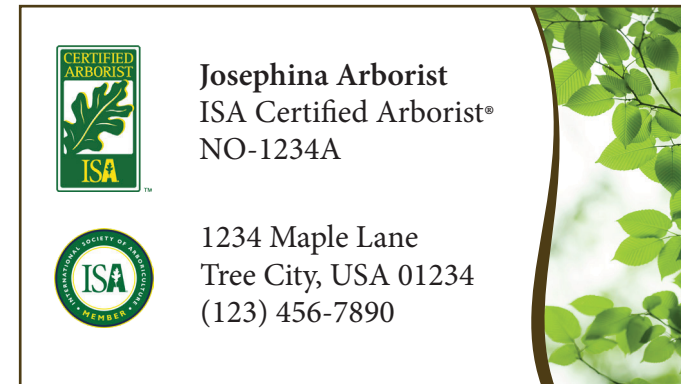 CERTIFIED
ARBORIST
ISA
™
Josephina Arborist
ISA Certified Arborist®
NO-1234A
INTERNATIONAL SOCIETY OF ARBORICULTURE
ISA
• MEMBER •
1234 Maple Lane
Tree City, USA 01234
(123) 456-7890